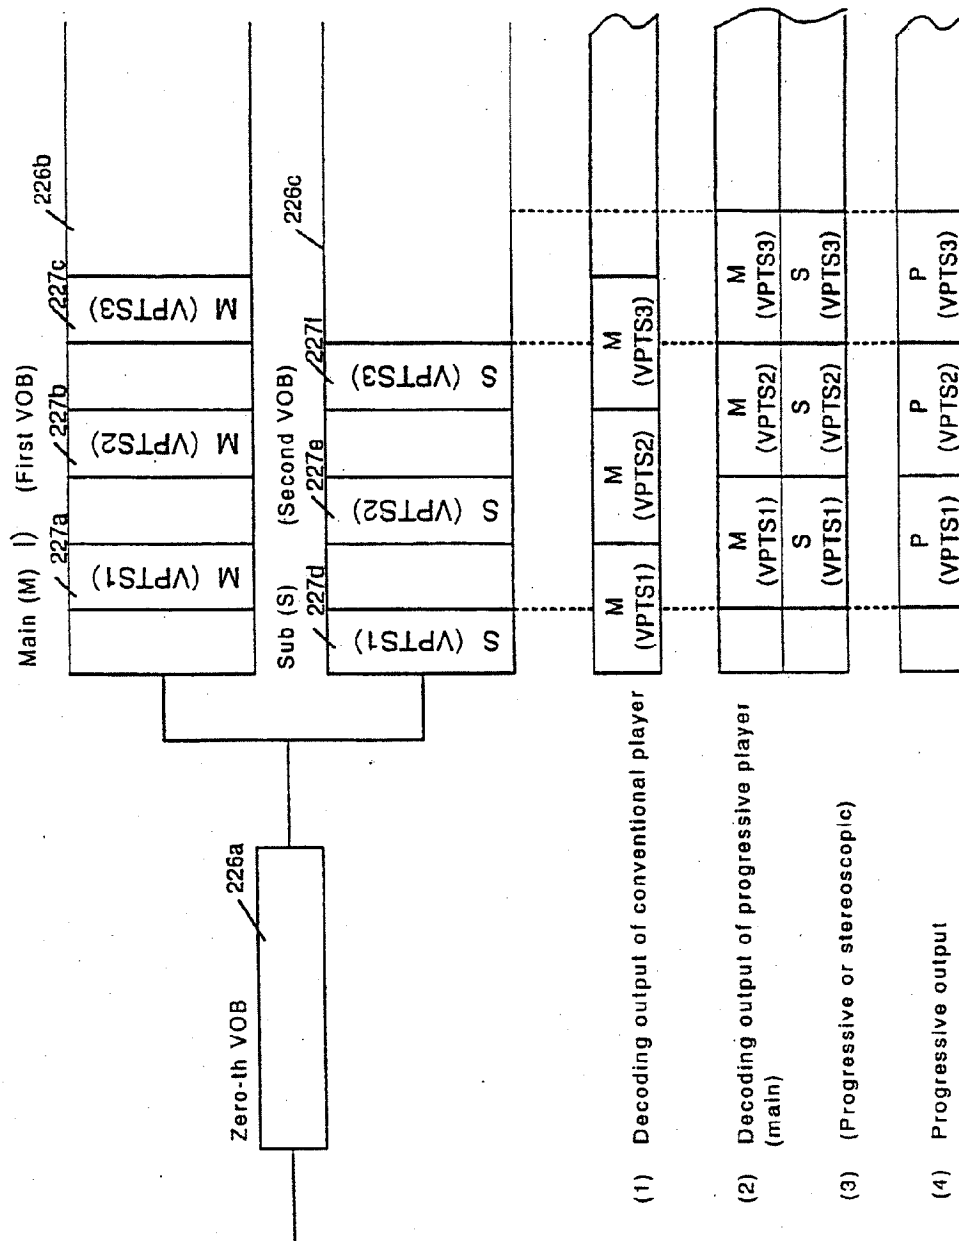 Main (M) I) (First VOB)
227a
227b
227c
226b
M (VPTS1)
M (VPTS2)
M (VPTS3)
Sub (S) (Second VOB)
227d
227e
227f
226c
S (VPTS1)
S (VPTS2)
S (VPTS3)
Zero-th VOB
226a
(1) Decoding output of conventional player
M
(VPTS1)
M
(VPTS2)
M
(VPTS3)
(2) Decoding output of progressive player
(main)
M
(VPTS1)
M
(VPTS2)
M
(VPTS3)
(3) (Progressive or stereoscopic)
S
(VPTS1)
S
(VPTS2)
S
(VPTS3)
(4) Progressive output
P
(VPTS1)
P
(VPTS2)
P
(VPTS3)